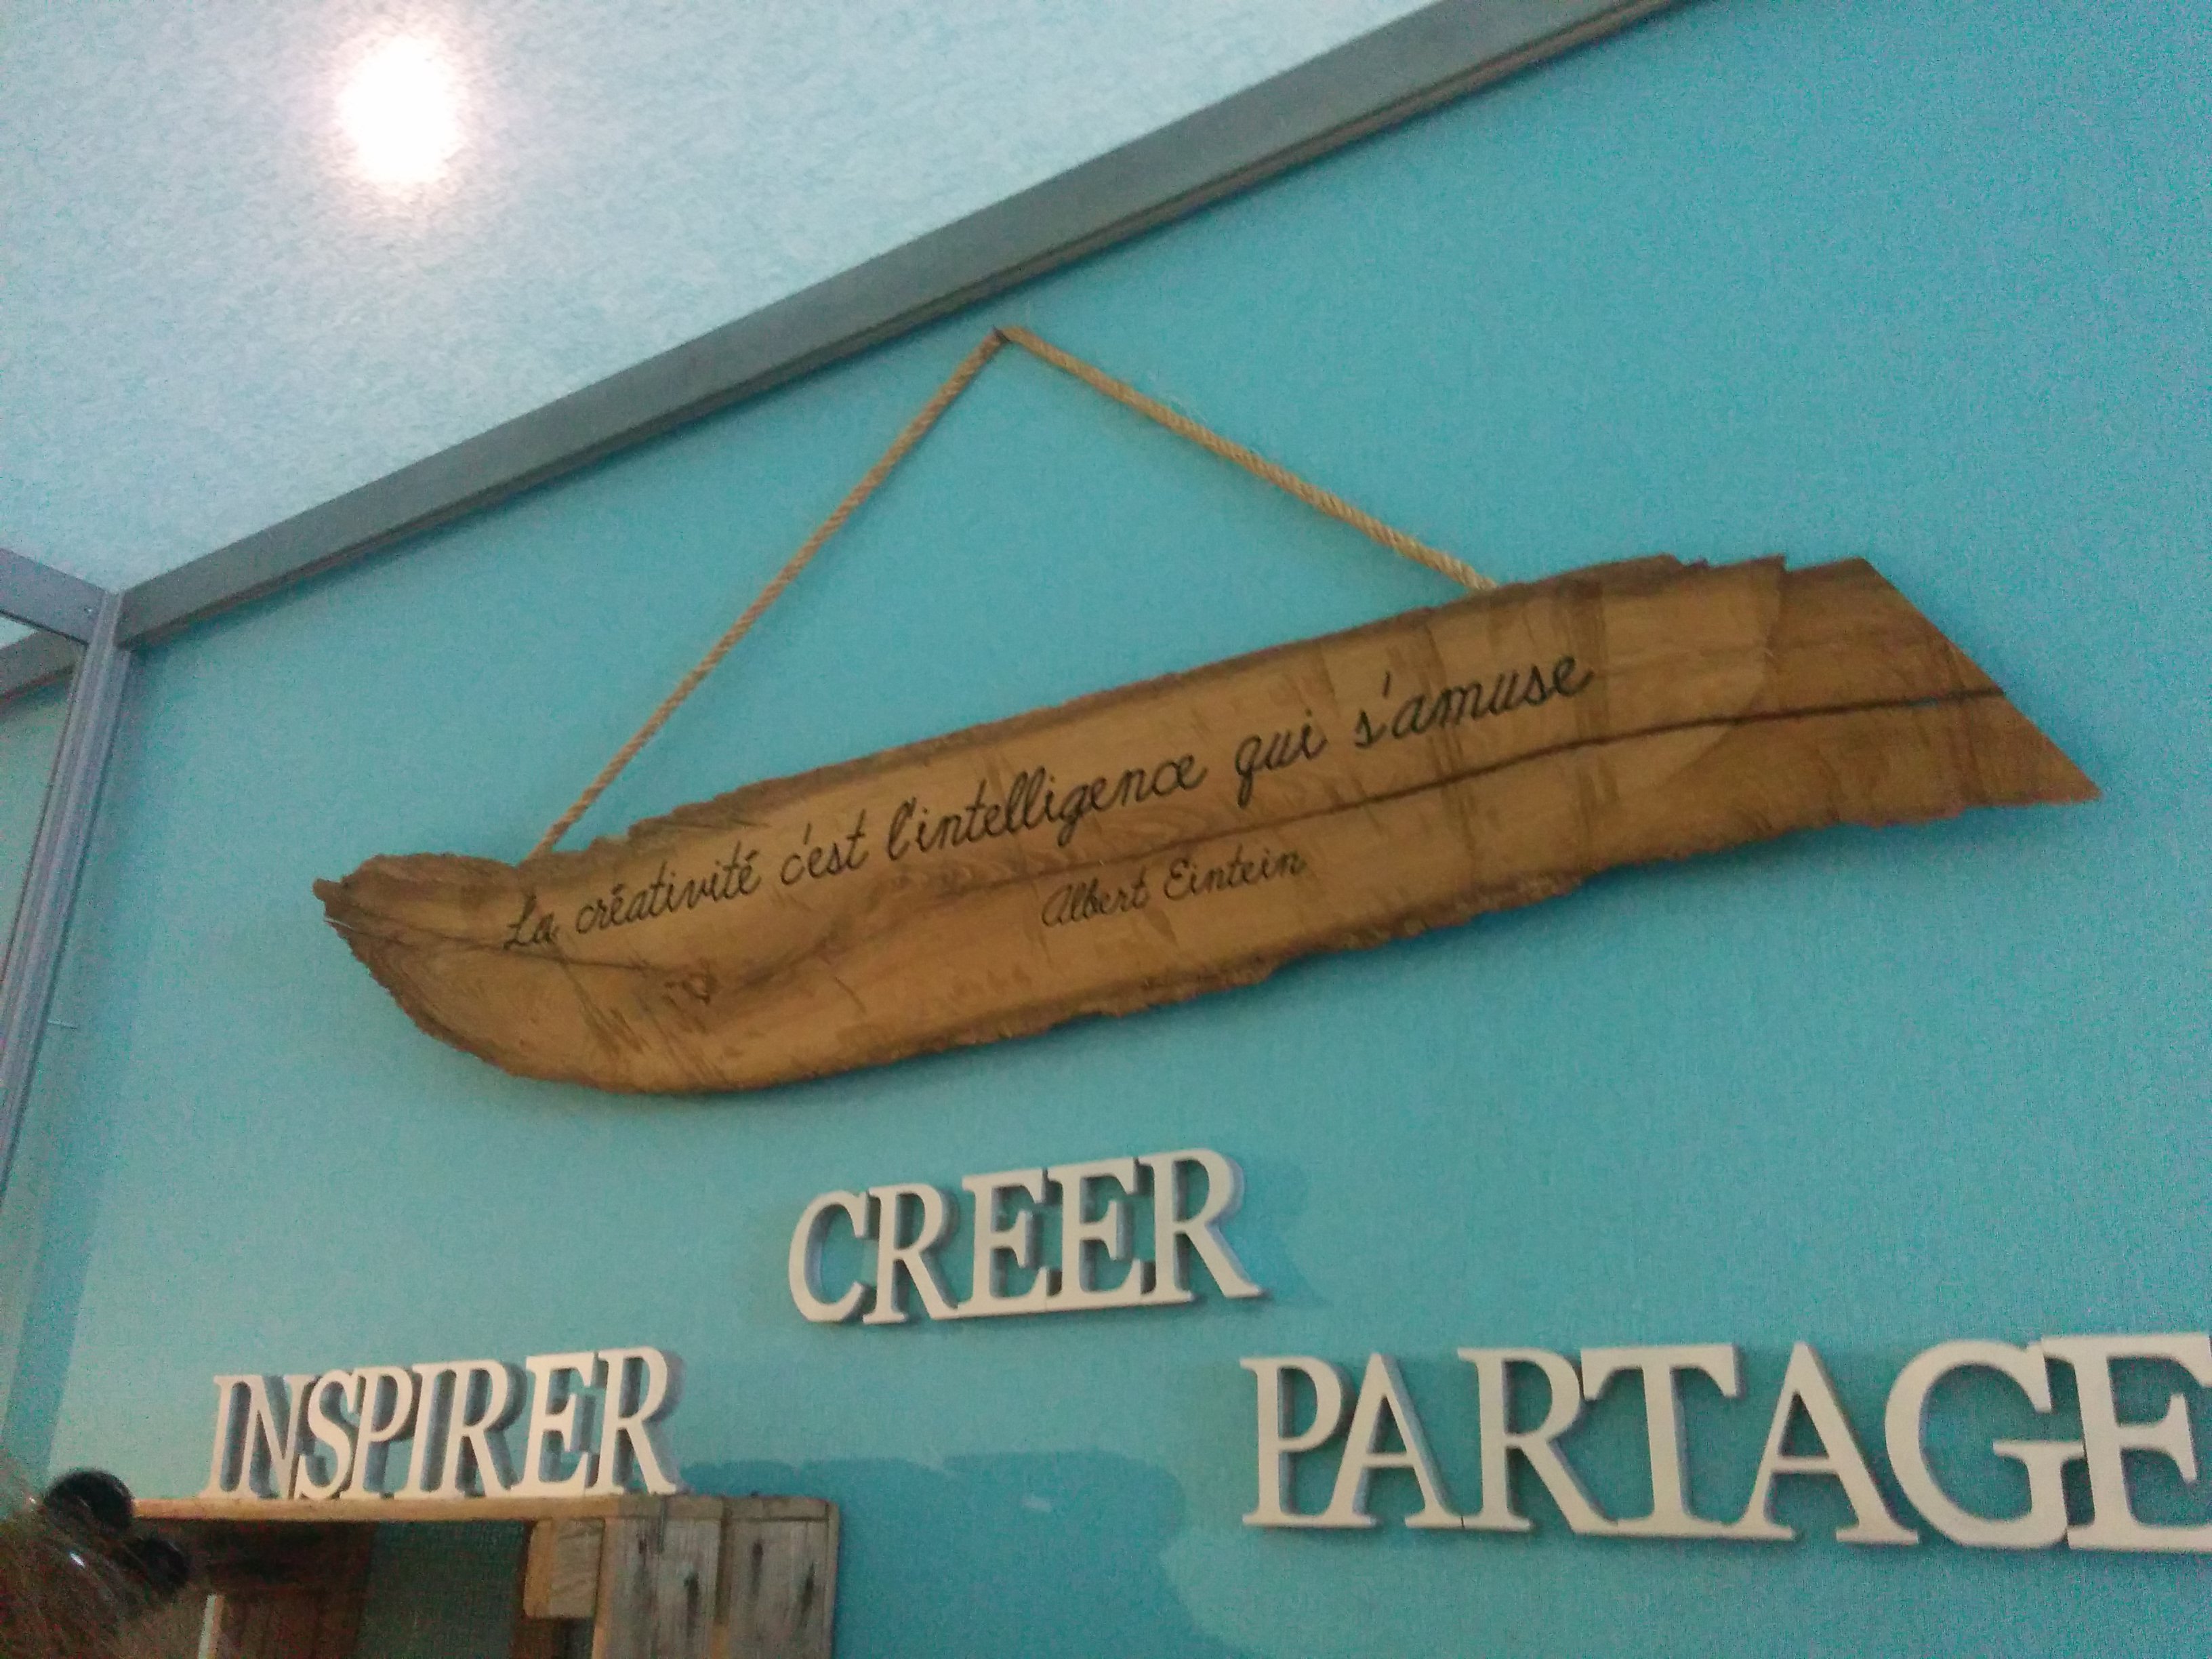 La créativité c'est l'intelligence qui s'amuse
Albert Eintein
CREER
INSPIRER
PARTAGE